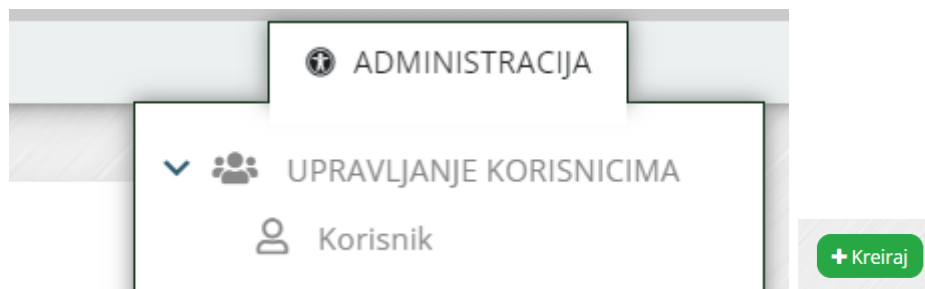 ADMINISTRACIJA
UPRAVLJANJE KORISNICIMA
Korisnik
Kreiraj